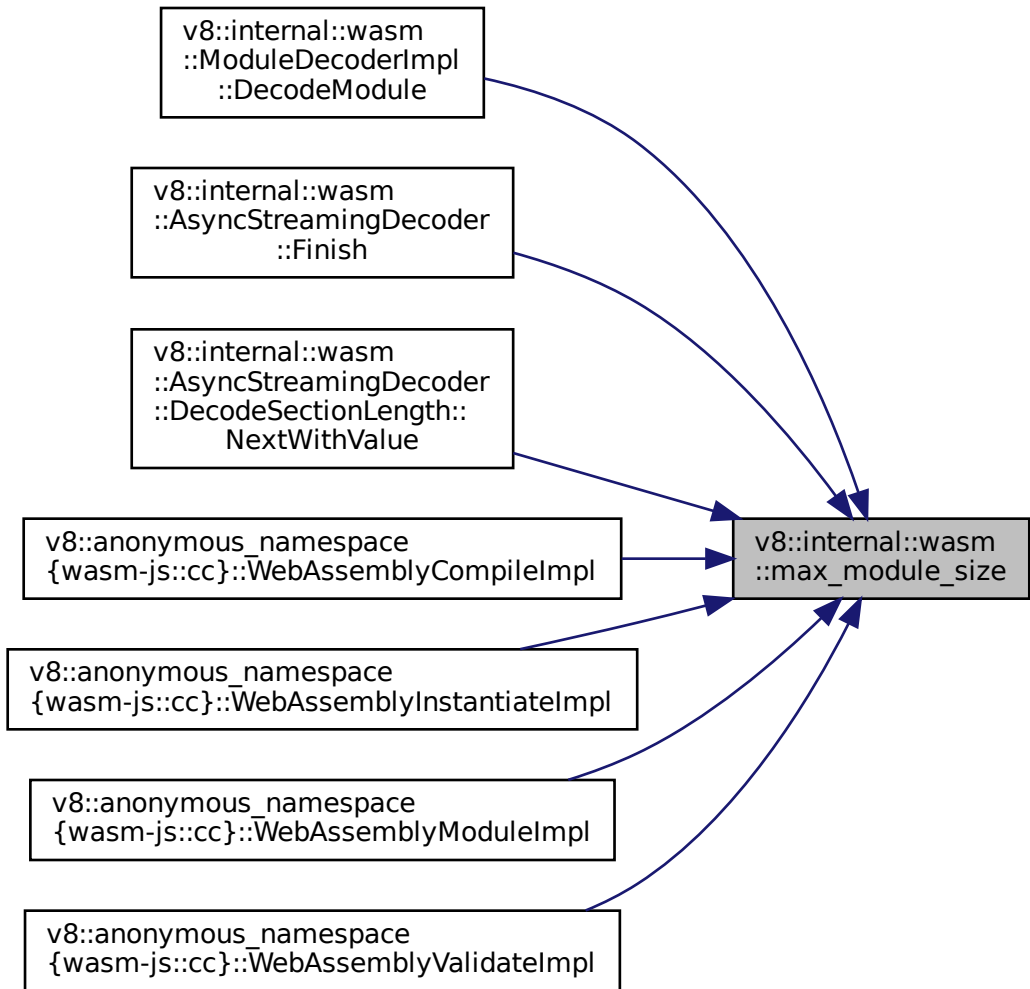 v8::internal::wasm
::ModuleDecoderImpl
::DecodeModule
v8::internal::wasm
::AsyncStreamingDecoder
::Finish
v8::internal::wasm
::AsyncStreamingDecoder
::DecodeSectionLength::
NextWithValue
v8::anonymous_namespace
{wasm-js::cc}::WebAssemblyCompileImpl
v8::internal::wasm
::max_module_size
v8::anonymous_namespace
{wasm-js::cc}::WebAssemblyInstantiateImpl
v8::anonymous_namespace
{wasm-js::cc}::WebAssemblyModuleImpl
v8::anonymous_namespace
{wasm-js::cc}::WebAssemblyValidateImpl